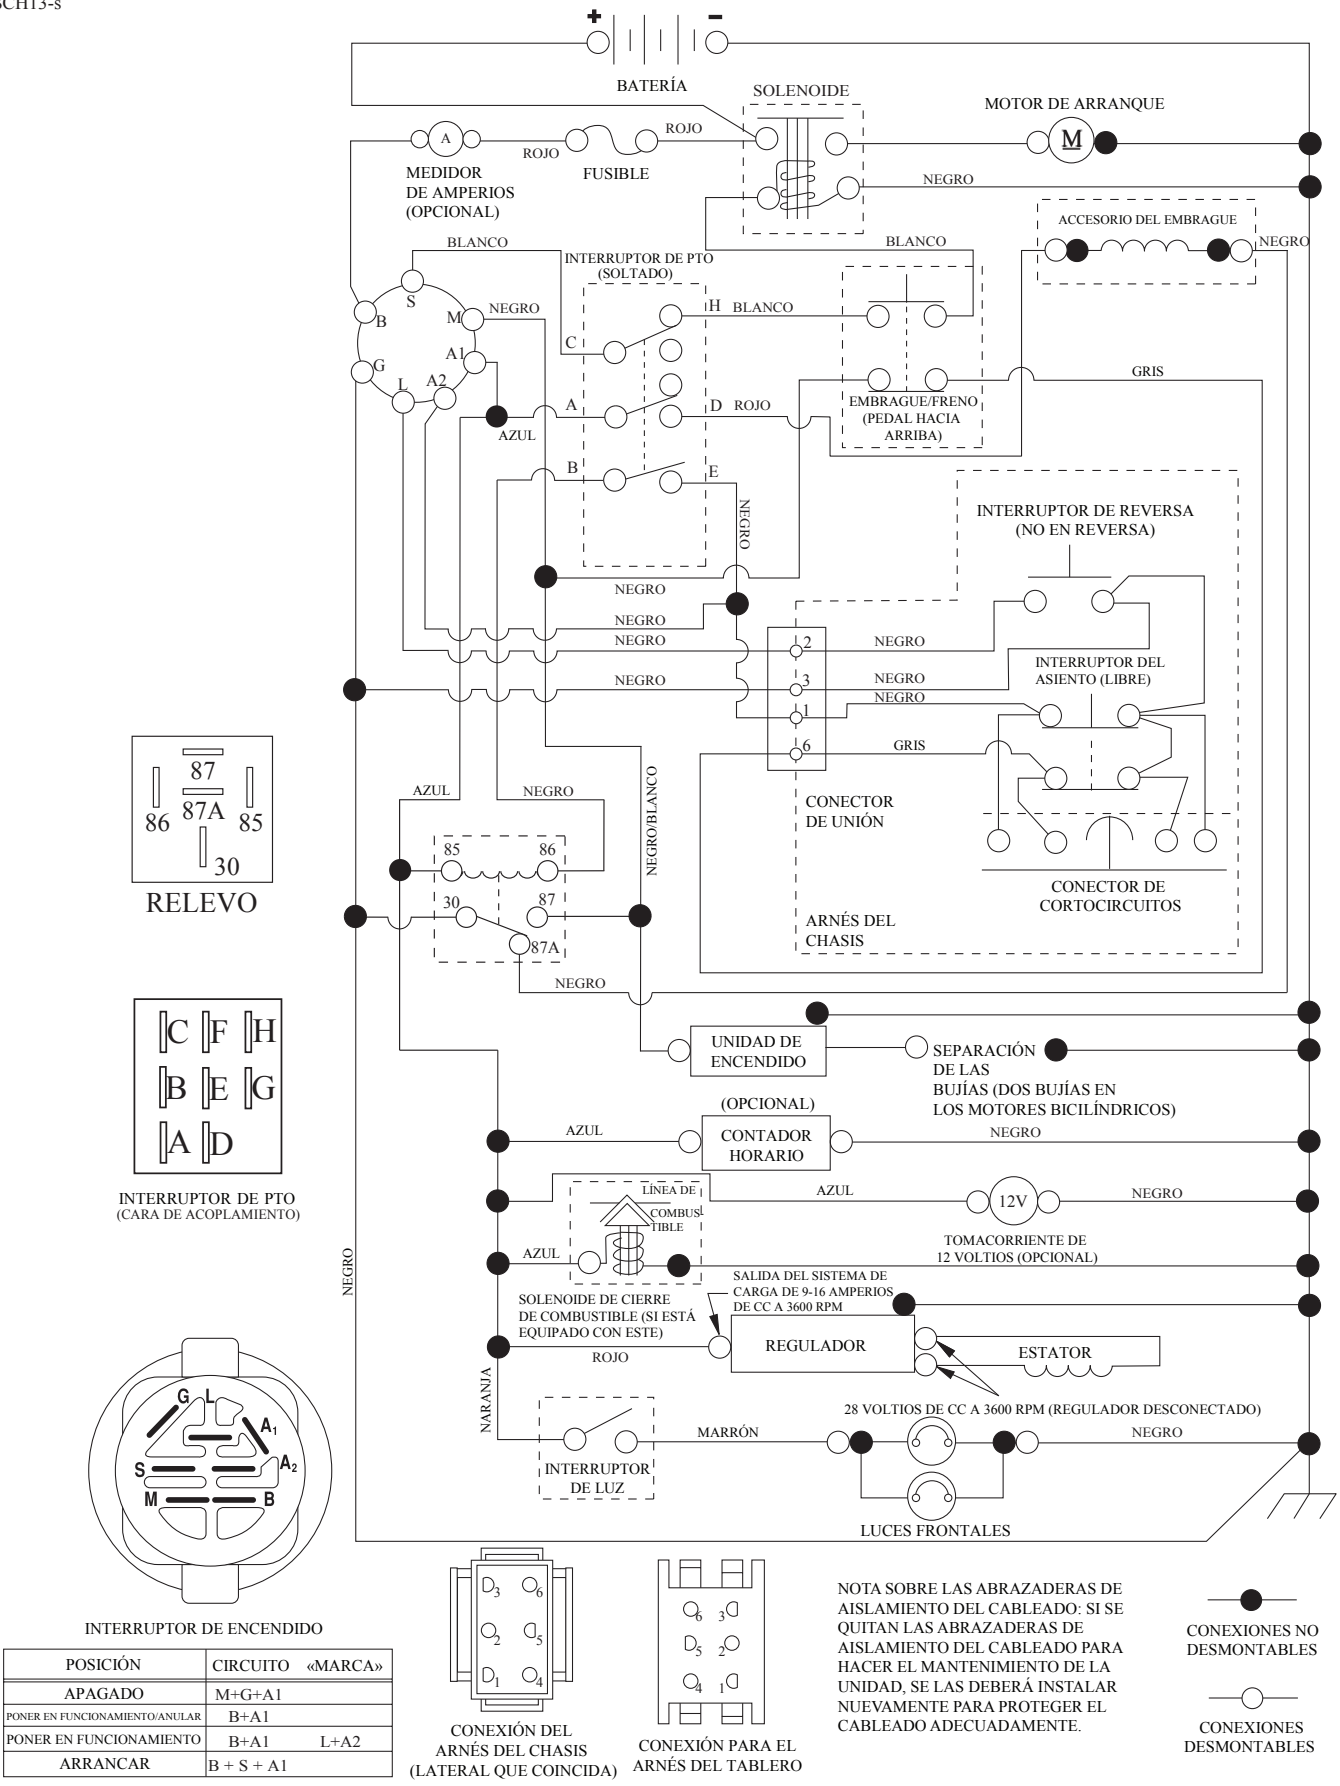 SCH13-s
+
–
BATERÍA
SOLENOIDE
MOTOR DE ARRANQUE
A
ROJO
ROJO
M
MEDIDOR
DE AMPERIOS
(OPCIONAL)
FUSIBLE
NEGRO
ACCESORIO DEL EMBRAGUE
NEGRO
BLANCO
INTERRUPTOR DE PTO
(SOLTADO)
BLANCO
S
B
M
NEGRO
H
BLANCO
G
A1
C
L
A2
GRIS
A
D
ROJO
EMBRAGUE/FRENO
(PEDAL HACIA
ARRIBA)
AZUL
B
E
NEGRO
INTERRUPTOR DE REVERSA
(NO EN REVERSA)
NEGRO
NEGRO
NEGRO
2
NEGRO
NEGRO
3
NEGRO
INTERRUPTOR DEL
ASIENTO (LIBRE)
1
NEGRO
6
GRIS
87
87A
86
85
30
RELEVO
AZUL
NEGRO
NEGRO/BLANCO
CONECTOR
DE UNIÓN
85
86
30
87
87A
CONECTOR DE
CORTOCIRCUITOS
ARNÉS DEL
CHASIS
NEGRO
C
F
H
B
E
G
A
D
INTERRUPTOR DE PTO
(CARA DE ACOPLAMIENTO)
UNIDAD DE
ENCENDIDO
SEPARACIÓN
DE LAS
BUJÍAS (DOS BUJÍAS EN
LOS MOTORES BICILÍNDRICOS)
(OPCIONAL)
AZUL
CONTADOR
HORARIO
NEGRO
LÍNEA DE
COMBUS-
TIBLE
AZUL
12V
NEGRO
TOMACORRIENTE DE
12 VOLTIOS (OPCIONAL)
AZUL
NEGRO
SALIDA DEL SISTEMA DE
CARGA DE 9-16 AMPERIOS
DE CC A 3600 RPM
SOLENOIDE DE CIERRE
DE COMBUSTIBLE (SI ESTÁ
EQUIPADO CON ESTE)
REGULADOR
ESTATOR
ROJO
NARANJA
28 VOLTIOS DE CC A 3600 RPM (REGULADOR DESCONECTADO)
MARRÓN
NEGRO
INTERRUPTOR
DE LUZ
LUCES FRONTALES
G
L
A1
A2
S
M
B
INTERRUPTOR DE ENCENDIDO
POSICIÓN CIRCUITO «MARCA»
APAGADO M+G+A1
PONER EN FUNCIONAMIENTO/ANULAR B+A1
PONER EN FUNCIONAMIENTO B+A1 L+A2
ARRANCAR B + S + A1
3
6
2
5
1
4
CONEXIÓN DEL
ARNÉS DEL CHASIS
(LATERAL QUE COINCIDA)
6
3
5
2
4
1
CONEXIÓN PARA EL
ARNÉS DEL TABLERO
NOTA SOBRE LAS ABRAZADERAS DE
AISLAMIENTO DEL CABLEADO: SI SE
QUITAN LAS ABRAZADERAS DE
AISLAMIENTO DEL CABLEADO PARA
HACER EL MANTENIMIENTO DE LA
UNIDAD, SE LAS DEBERÁ INSTALAR
NUEVAMENTE PARA PROTEGER EL
CABLEADO ADECUADAMENTE.
CONEXIONES NO
DESMONTABLES
CONEXIONES
DESMONTABLES